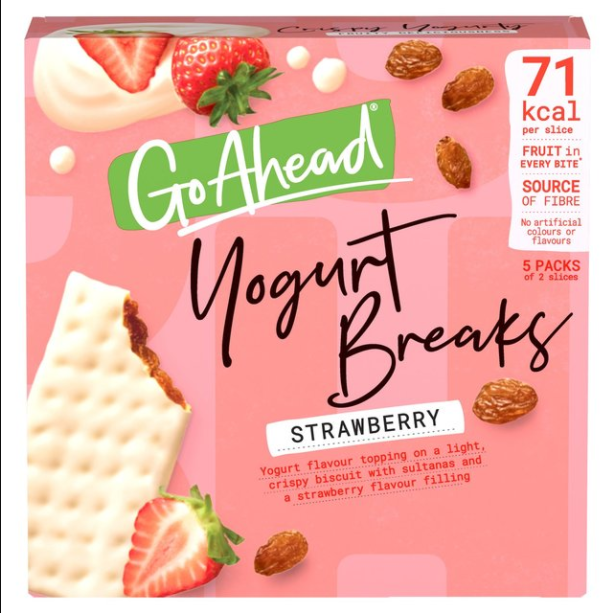 Crispy Yogurty
GoAhead®
Yogurt
Breaks
STRAWBERRY
Yogurt flavour topping on a light,
crispy biscuit with sultanas and
a strawberry flavour filling
71
kcal
per slice
FRUIT in
EVERY BITE*
SOURCE
OF FIBRE
No artificial
colours or
flavours
5 PACKS
of 2 slices